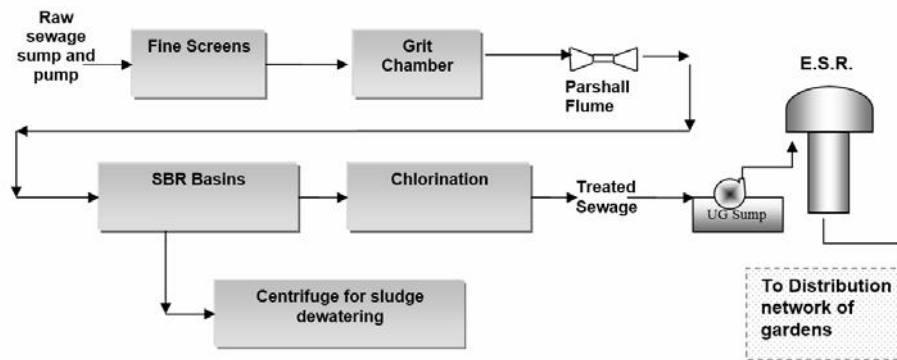 Raw
sewage
sump and
pump
Fine Screens
Grit
Chamber
Parshall
Flume
E.S.R.
SBR Basins
Chlorination
Treated
Sewage
UG Sump
Centrifuge for sludge
dewatering
To Distribution
network of
gardens